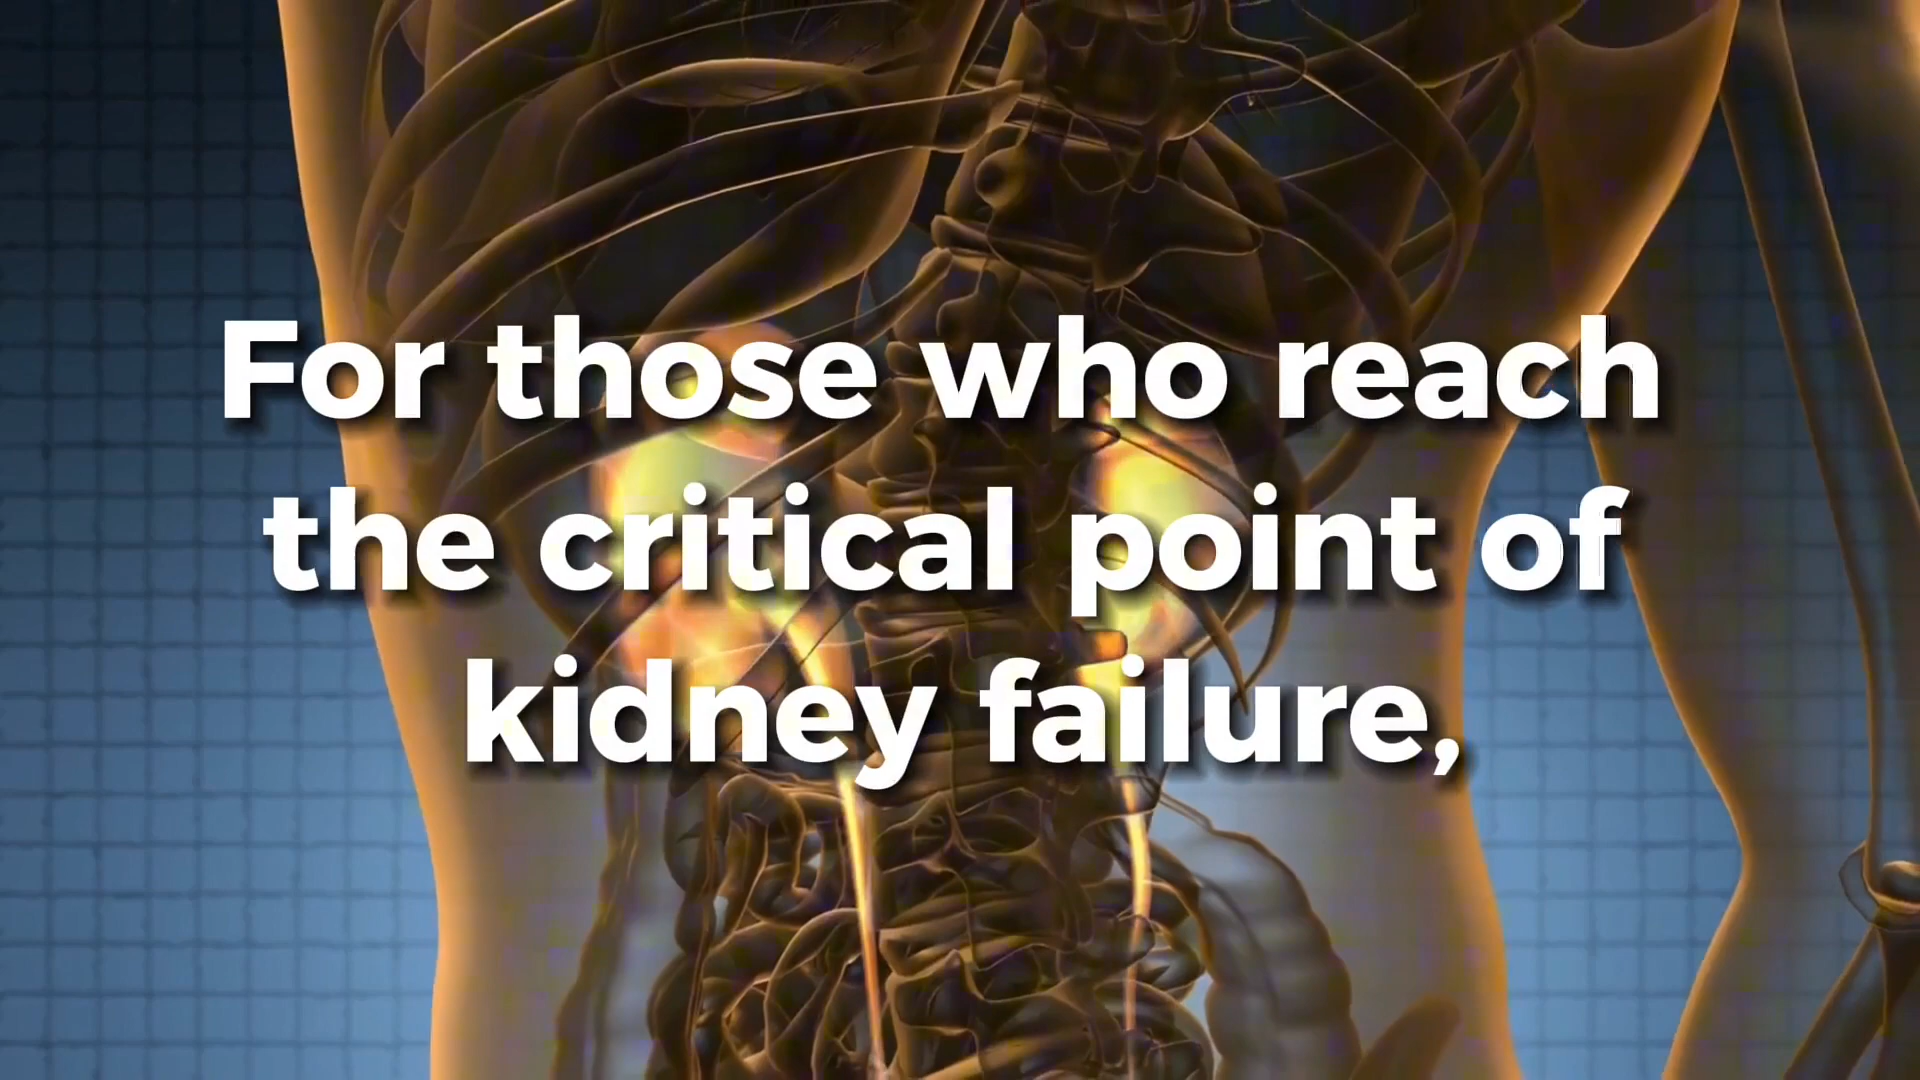 For those who reach
the critical point of
kidney failure,